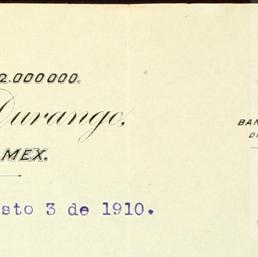 2.000000.
Durango,
MEX.
BAN
D
sto 3 de 1910.